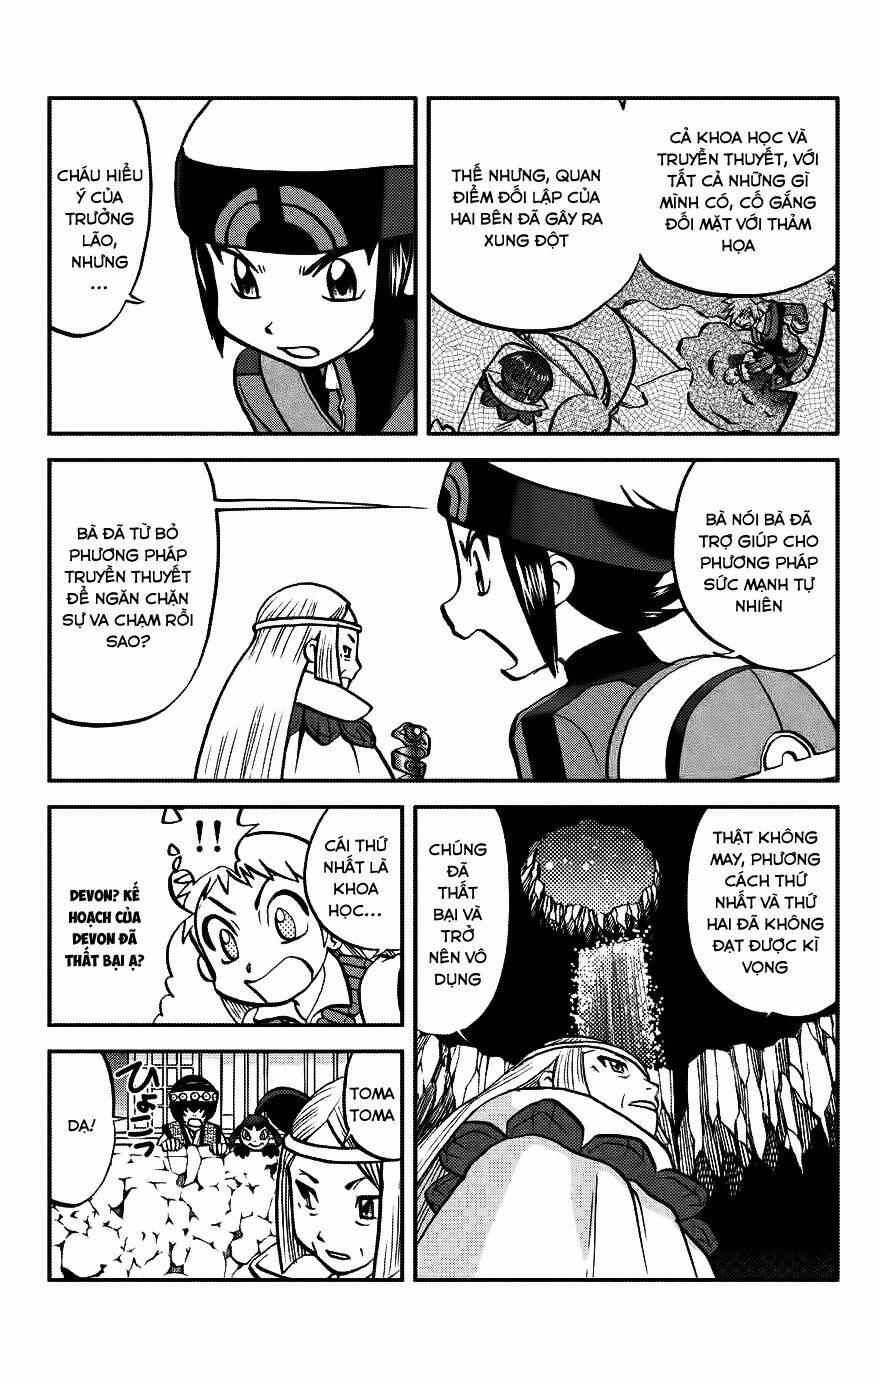 CẢ KHOA HỌC VÀ
TRUYỀN THUYẾT, VỚI
TẤT CẢ NHỮNG GÌ
MÌNH CÓ, CỐ GẮNG
ĐỐI MẶT VỚI THẢM
HỌA
THẾ NHƯNG, QUAN
ĐIỂM ĐỐI LẬP CỦA
HAI BÊN ĐÃ GÂY RA
XUNG ĐỘT
CHÁU HIỂU
Ý CỦA
TRƯỞNG
LÃO,
NHƯNG
...
BÀ NÓI BÀ ĐÃ
TRỢ GIÚP CHO
PHƯƠNG PHÁP
SỨC MẠNH TỰ
NHIÊN
BÀ ĐÃ TỪ BỎ
PHƯƠNG PHÁP
TRUYỀN THUYẾT
ĐỂ NGĂN CHẶN
SỰ VA CHẠM RỒI
SAO?
THẬT KHÔNG
MAY, PHƯƠNG
CÁCH THỨ
NHẤT VÀ THỨ
HAI ĐÃ KHÔNG
ĐẠT ĐƯỢC KÌ
VỌNG
CHÚNG
ĐÃ
THẤT
BẠI VÀ
TRỞ
NÊN VÔ
DỤNG
CÁI THỨ
NHẤT LÀ
KHOA
HỌC...
!!
DEVON? KẾ
HOẠCH CỦA
DEVON ĐÃ
THẤT BẠI Ạ?
TOMA
TOMA
ひょこっ
DẠ!